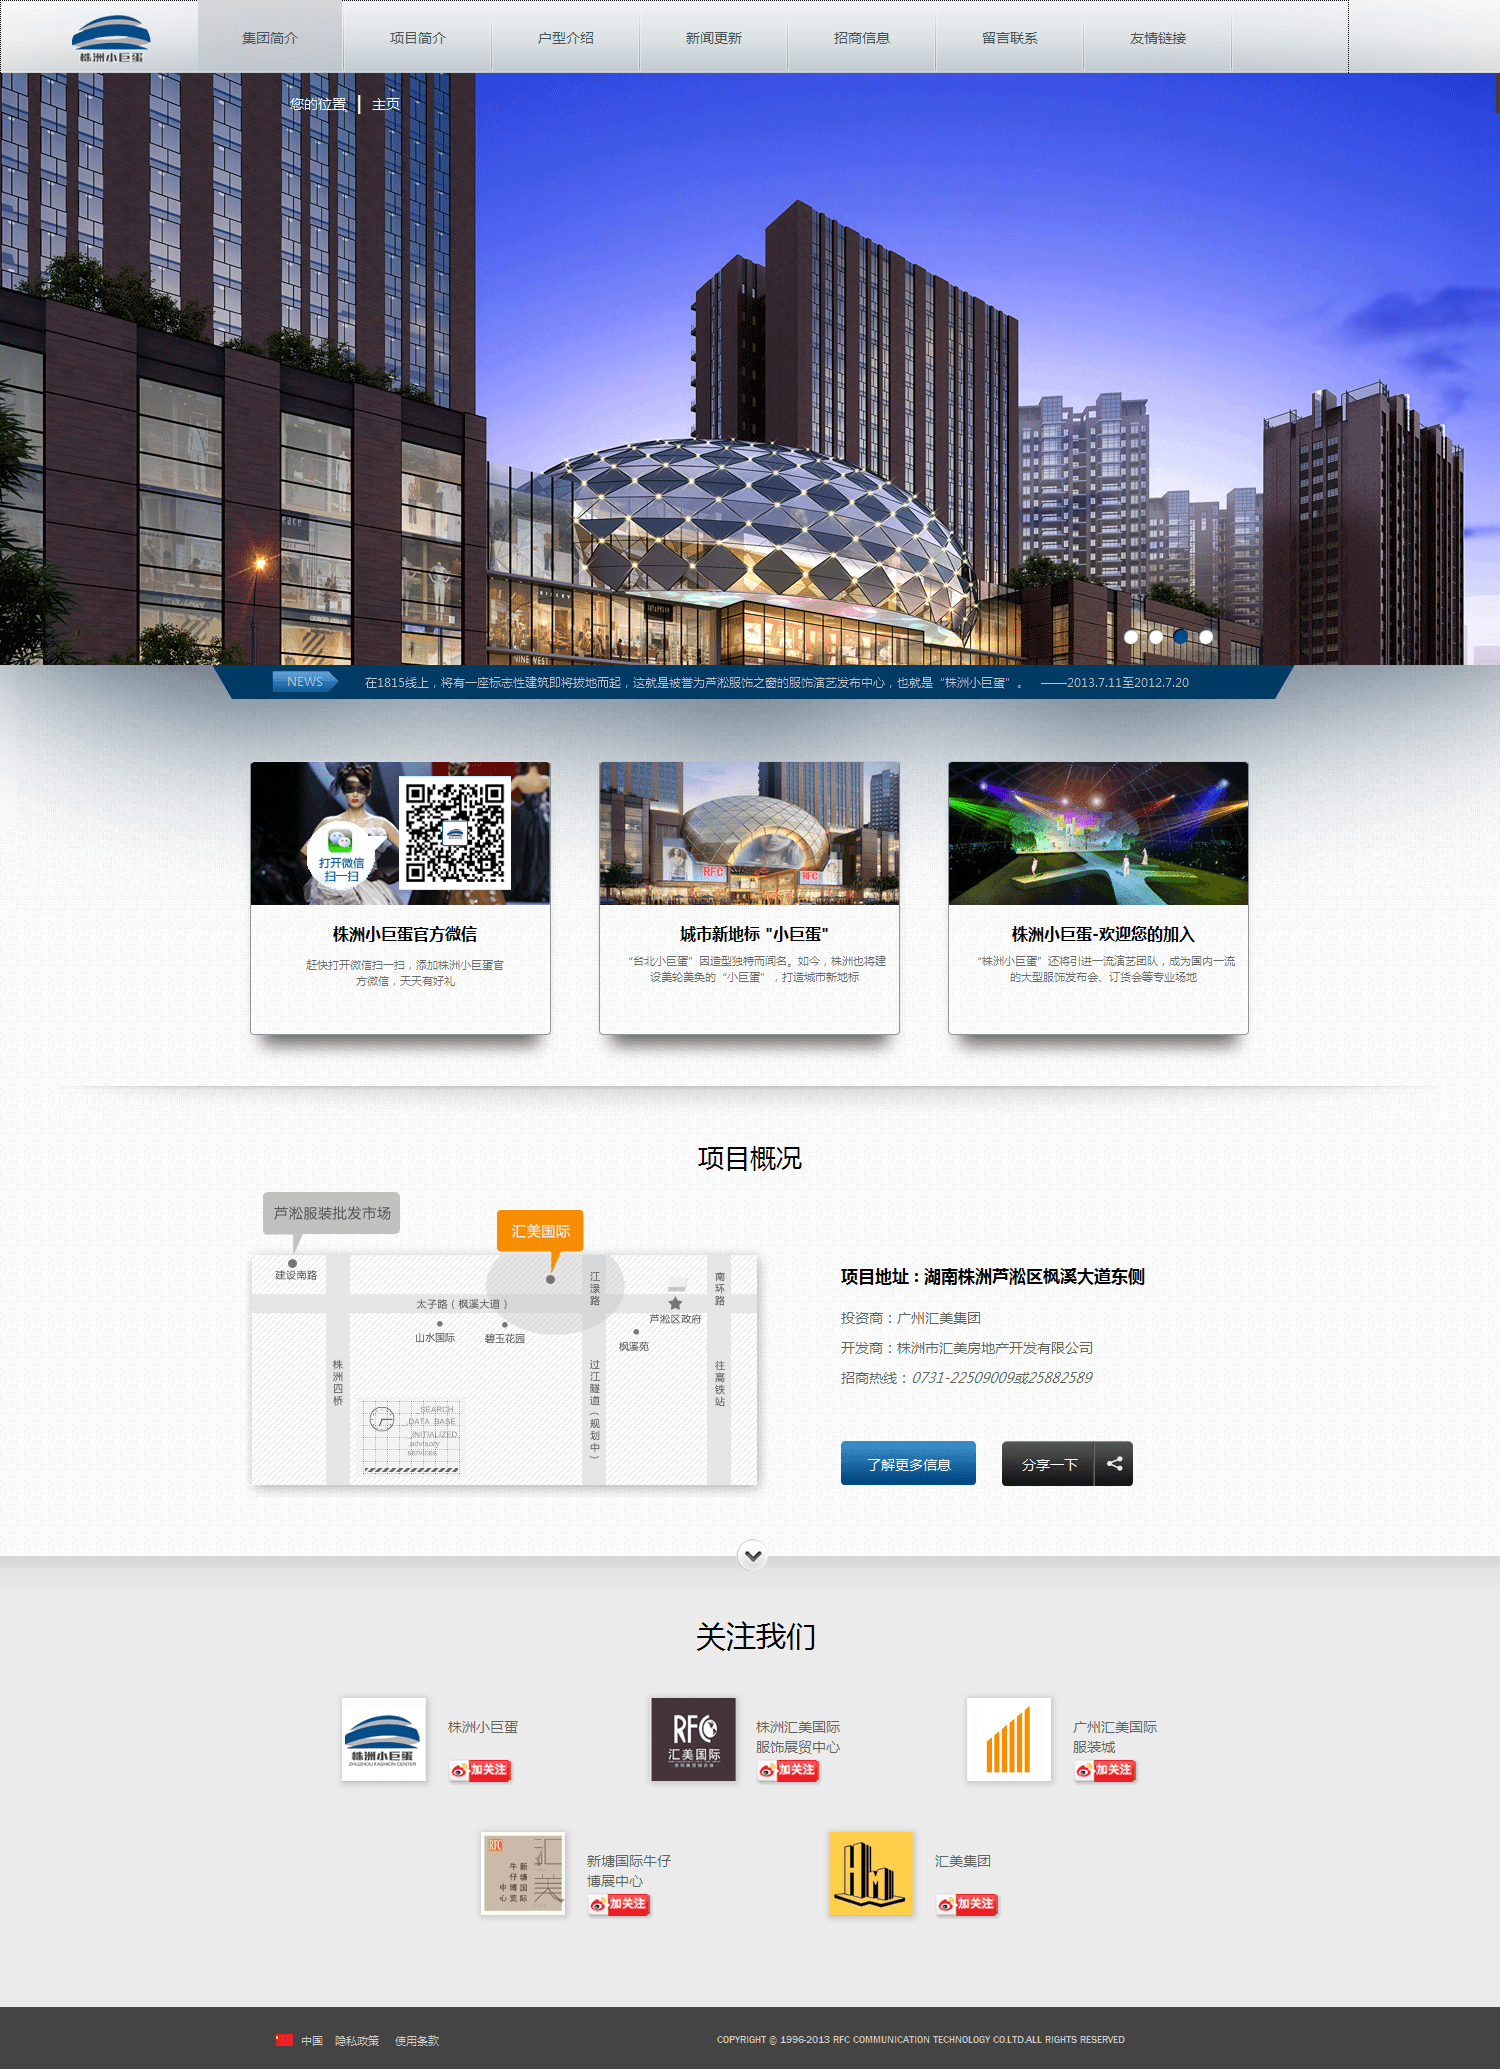 株洲小巨蛋
集团简介
项目简介
户型介绍
新闻更新
招商信息
留言联系
友情链接
您的位置 | 主页
NINE WEST
NEWS
在1815线上，将有一座标志性建筑即将拔地而起，这就是被誉为芦淞服饰之窗的服饰演艺发布中心，也就是“株洲小巨蛋”。 ——2013.7.11至2012.7.20
打开微信
扫一扫
RFC
RFC
株洲小巨蛋官方微信
赶快打开微信扫一扫，添加株洲小巨蛋官
方微信，天天有好礼
城市新地标 "小巨蛋"
“台北小巨蛋”因造型独特而闻名。如今，株洲也将建
设美轮美奂的“小巨蛋”，打造城市新地标
株洲小巨蛋-欢迎您的加入
“株洲小巨蛋”还将引进一流演艺团队，成为国内一流
的大型服饰发布会、订货会等专业场地
项目概况
芦淞服装批发市场
汇美国际
建设南路
太子路（枫溪大道）
山水国际
碧玉花园
江渌路
南环路
芦淞区政府
枫溪苑
株洲四桥
过江隧道（规划中）
往高铁站
SEARCH
DATA BASE
INITIALIZED
advisory
services
项目地址：湖南株洲芦淞区枫溪大道东侧
投资商：广州汇美集团
开发商：株洲市汇美房地产开发有限公司
招商热线：0731-22509009或25882589
了解更多信息
分享一下
关注我们
株洲小巨蛋
ZHUZHOU FASHION CENTER
株洲小巨蛋
加关注
RFC
汇美国际
株洲汇美国际
服饰展贸中心
加关注
广州汇美国际
服装城
加关注
RFC
汇美
新塘国际
牛仔博览
中心
新塘国际牛仔
博展中心
加关注
HM
汇美集团
加关注
中国
隐私政策
使用条款
COPYRIGHT © 1996-2013 RFC COMMUNICATION TECHNOLOGY CO.LTD.ALL RIGHTS RESERVED